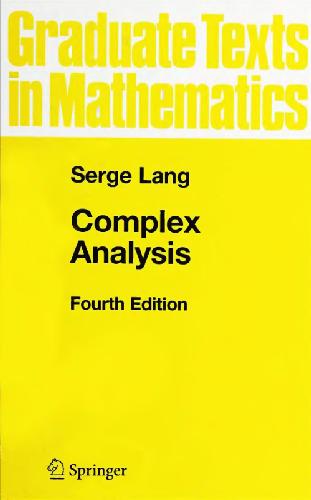 Graduate Texts
in Mathematics
Serge Lang
Complex
Analysis
Fourth Edition
Springer